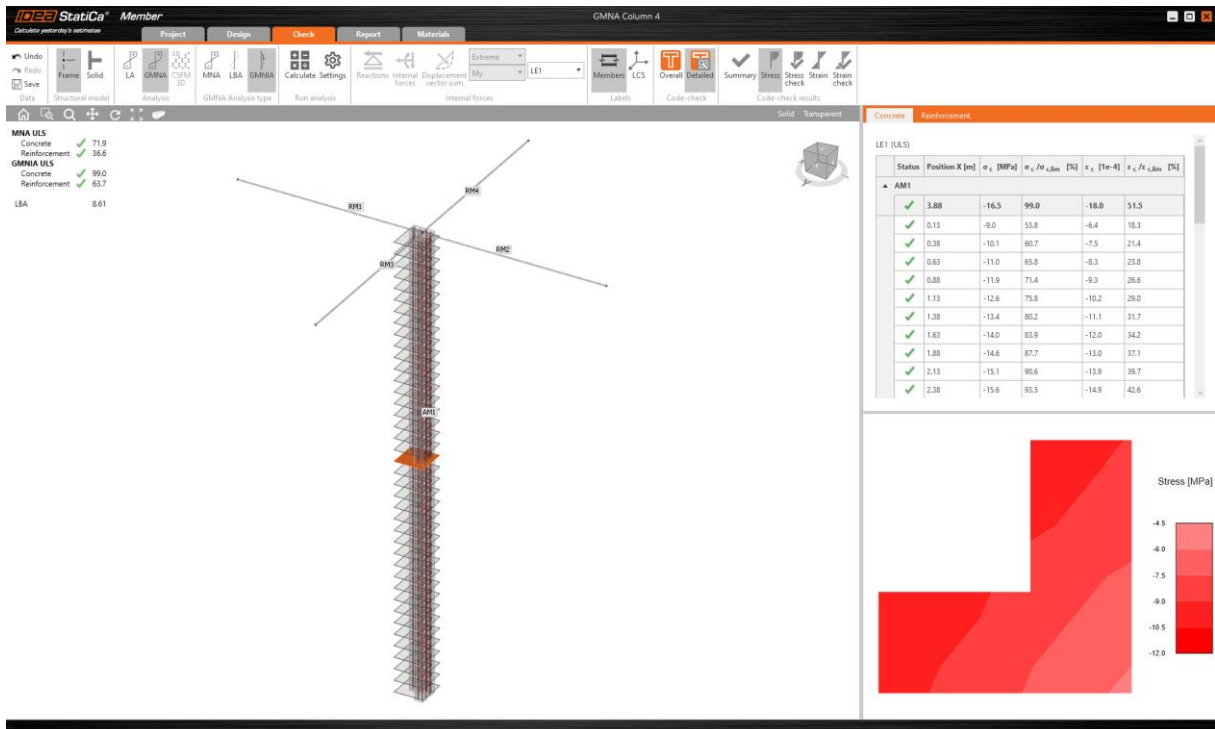 IDEA StatiCa® Member
Calculate yesterday's estimates
GMNA Column 4
Project Design Check Report Materials
Undo
Redo
Save
Frame Solid
LA GMNA CSFM 3D
MNA LBA GMNIA
Calculate Settings
Reactions Internal forces Displacement vector sum
Extreme
My
LE1
Members LCS
Overall Detailed
Summary Stress Stress check Strain Strain check
Data Structural model Analysis GMNA Analysis type Run analysis Internal forces Labels Code-check Code-check results
Solid Transparent
MNA ULS
Concrete 71.9
Reinforcement 36.6
GMNIA ULS
Concrete 99.0
Reinforcement 63.7
LBA 8.61
RM4
RM1
RM2
RM3
AM1
Concrete Reinforcement
LE1 (ULS)
Status Position X [m] σ c [MPa] σ c /σ c,lim [%] ε c [1e-4] ε c /ε c,lim [%]
AM1
3.88 -16.5 99.0 -18.0 51.5
0.13 -9.0 53.8 -6.4 18.3
0.38 -10.1 60.7 -7.5 21.4
0.63 -11.0 65.8 -8.3 23.8
0.88 -11.9 71.4 -9.3 26.6
1.13 -12.6 75.8 -10.2 29.0
1.38 -13.4 80.2 -11.1 31.7
1.63 -14.0 83.9 -12.0 34.2
1.88 -14.6 87.7 -13.0 37.1
2.13 -15.1 90.6 -13.9 39.7
2.38 -15.6 93.5 -14.9 42.6
Stress [MPa]
-4.5
-6.0
-7.5
-9.0
-10.5
-12.0